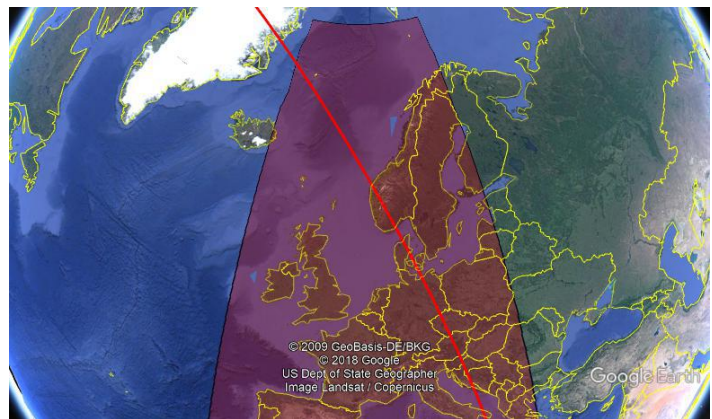 © 2009 GeoBasis-DE/BKG
© 2018 Google
US Dept of State Geographer
Image Landsat / Copernicus
Google Earth